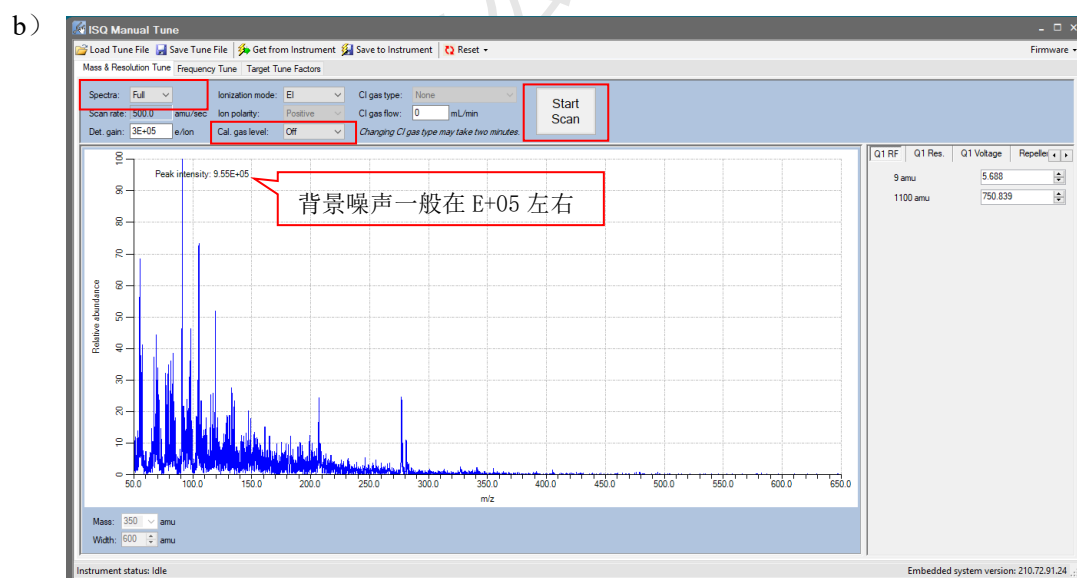 b）
ISQ Manual Tune
Load Tune File Save Tune File Get from Instrument Save to Instrument Reset Firmware
Mass & Resolution Tune Frequency Tune Target Tune Factors
Spectra: Full Ionization mode: EI CI gas type: None
Scan rate: 500.0 amu/sec Ion polarity: Positive CI gas flow: 0 mL/min
Det. gain: 3E+05 e/ion Cal. gas level: Off Changing CI gas type may take two minutes.
Start
Scan
Q1 RF Q1 Res. Q1 Voltage Repeller
9 amu 5.688
1100 amu 750.839
Peak intensity: 9.55E+05
背景噪声一般在 E+05 左右
Relative abundance
100
90
80
70
60
50
40
30
20
10
0
50.0 100.0 150.0 200.0 250.0 300.0 350.0 400.0 450.0 500.0 550.0 600.0 650.0
m/z
Mass: 350 amu
Width: 600 amu
Instrument status: Idle Embedded system version: 210.72.91.24